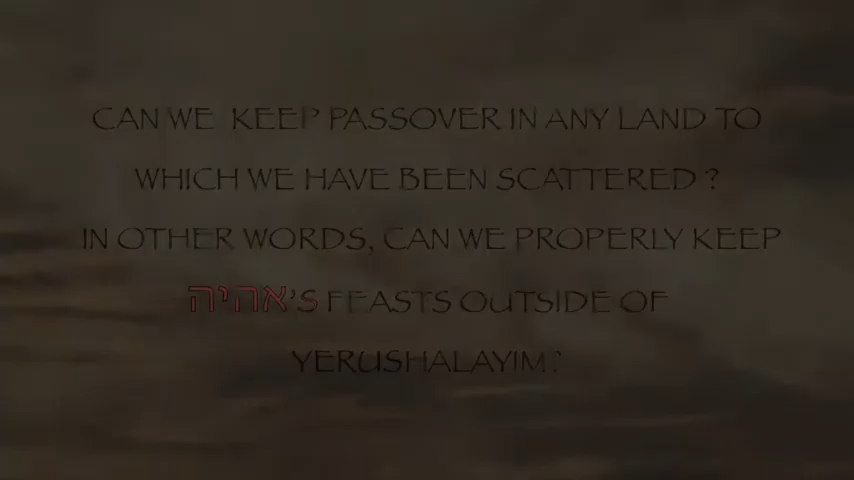 CAN WE KEEP PASSOVER IN ANY LAND TO
WHICH WE HAVE BEEN SCATTERED ?
IN OTHER WORDS, CAN WE PROPERLY KEEP
אהיה'S FEASTS OUTSIDE OF
YERUSHALAYIM?